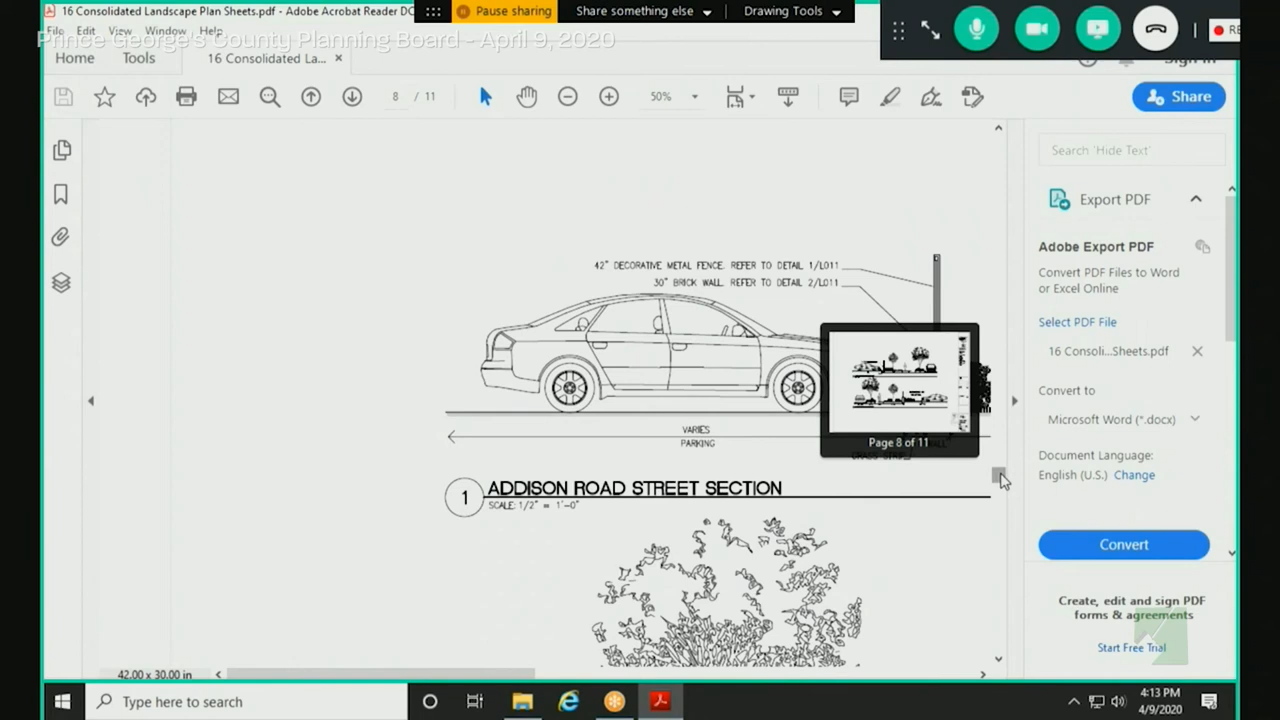 16 Consolidated Landscape Plan Sheets.pdf - Adobe Acrobat Reader DC
Pause sharing
Share something else
Drawing Tools
File Edit View Window Help
Prince George's County Planning Board - April 9, 2020
Home
Tools
16 Consolidated La...
Sign In
8 / 11
50%
Share
Search 'Hide Text'
Export PDF
Adobe Export PDF
Convert PDF Files to Word
or Excel Online
Select PDF File
16 Consoli...Sheets.pdf
Convert to
Microsoft Word (*.docx)
Document Language:
English (U.S.) Change
Convert
Create, edit and sign PDF
forms & agreements
Start Free Trial
42" DECORATIVE METAL FENCE. REFER TO DETAIL 1/L011
30" BRICK WALL. REFER TO DETAIL 2/L011
Page 8 of 11
VARIES
PARKING
GRASS STRIP
1
ADDISON ROAD STREET SECTION
SCALE: 1/2" = 1'-0"
42.00 x 30.00 in
Type here to search
4:13 PM
4/9/2020